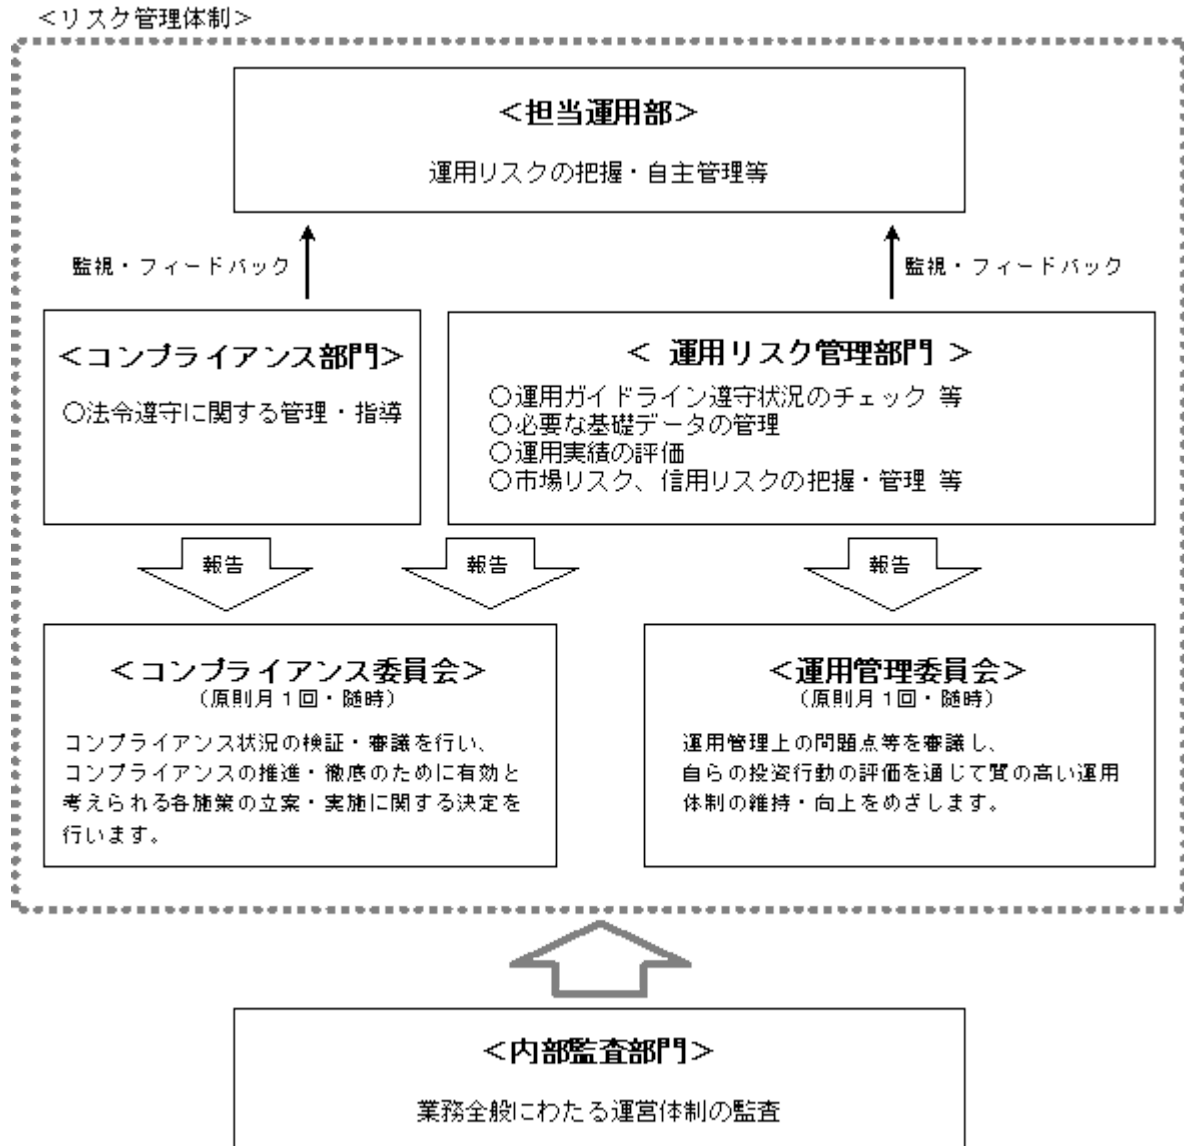 ＜リスク管理体制＞
＜担当運用部＞
運用リスクの把握・自主管理等
監視・フィードバック
監視・フィードバック
＜コンプライアンス部門＞
○法令遵守に関する管理・指導
＜ 運用リスク管理部門 ＞
○運用ガイドライン遵守状況のチェック 等
○必要な基礎データの管理
○運用実績の評価
○市場リスク、信用リスクの把握・管理 等
報告
報告
報告
＜コンプライアンス委員会＞
（原則月１回・随時）
コンプライアンス状況の検証・審議を行い、
コンプライアンスの推進・徹底のために有効と
考えられる各施策の立案・実施に関する決定を
行います。
＜運用管理委員会＞
（原則月１回・随時）
運用管理上の問題点等を審議し、
自らの投資行動の評価を通じて質の高い運用
体制の維持・向上をめざします。
＜内部監査部門＞
業務全般にわたる運営体制の監査